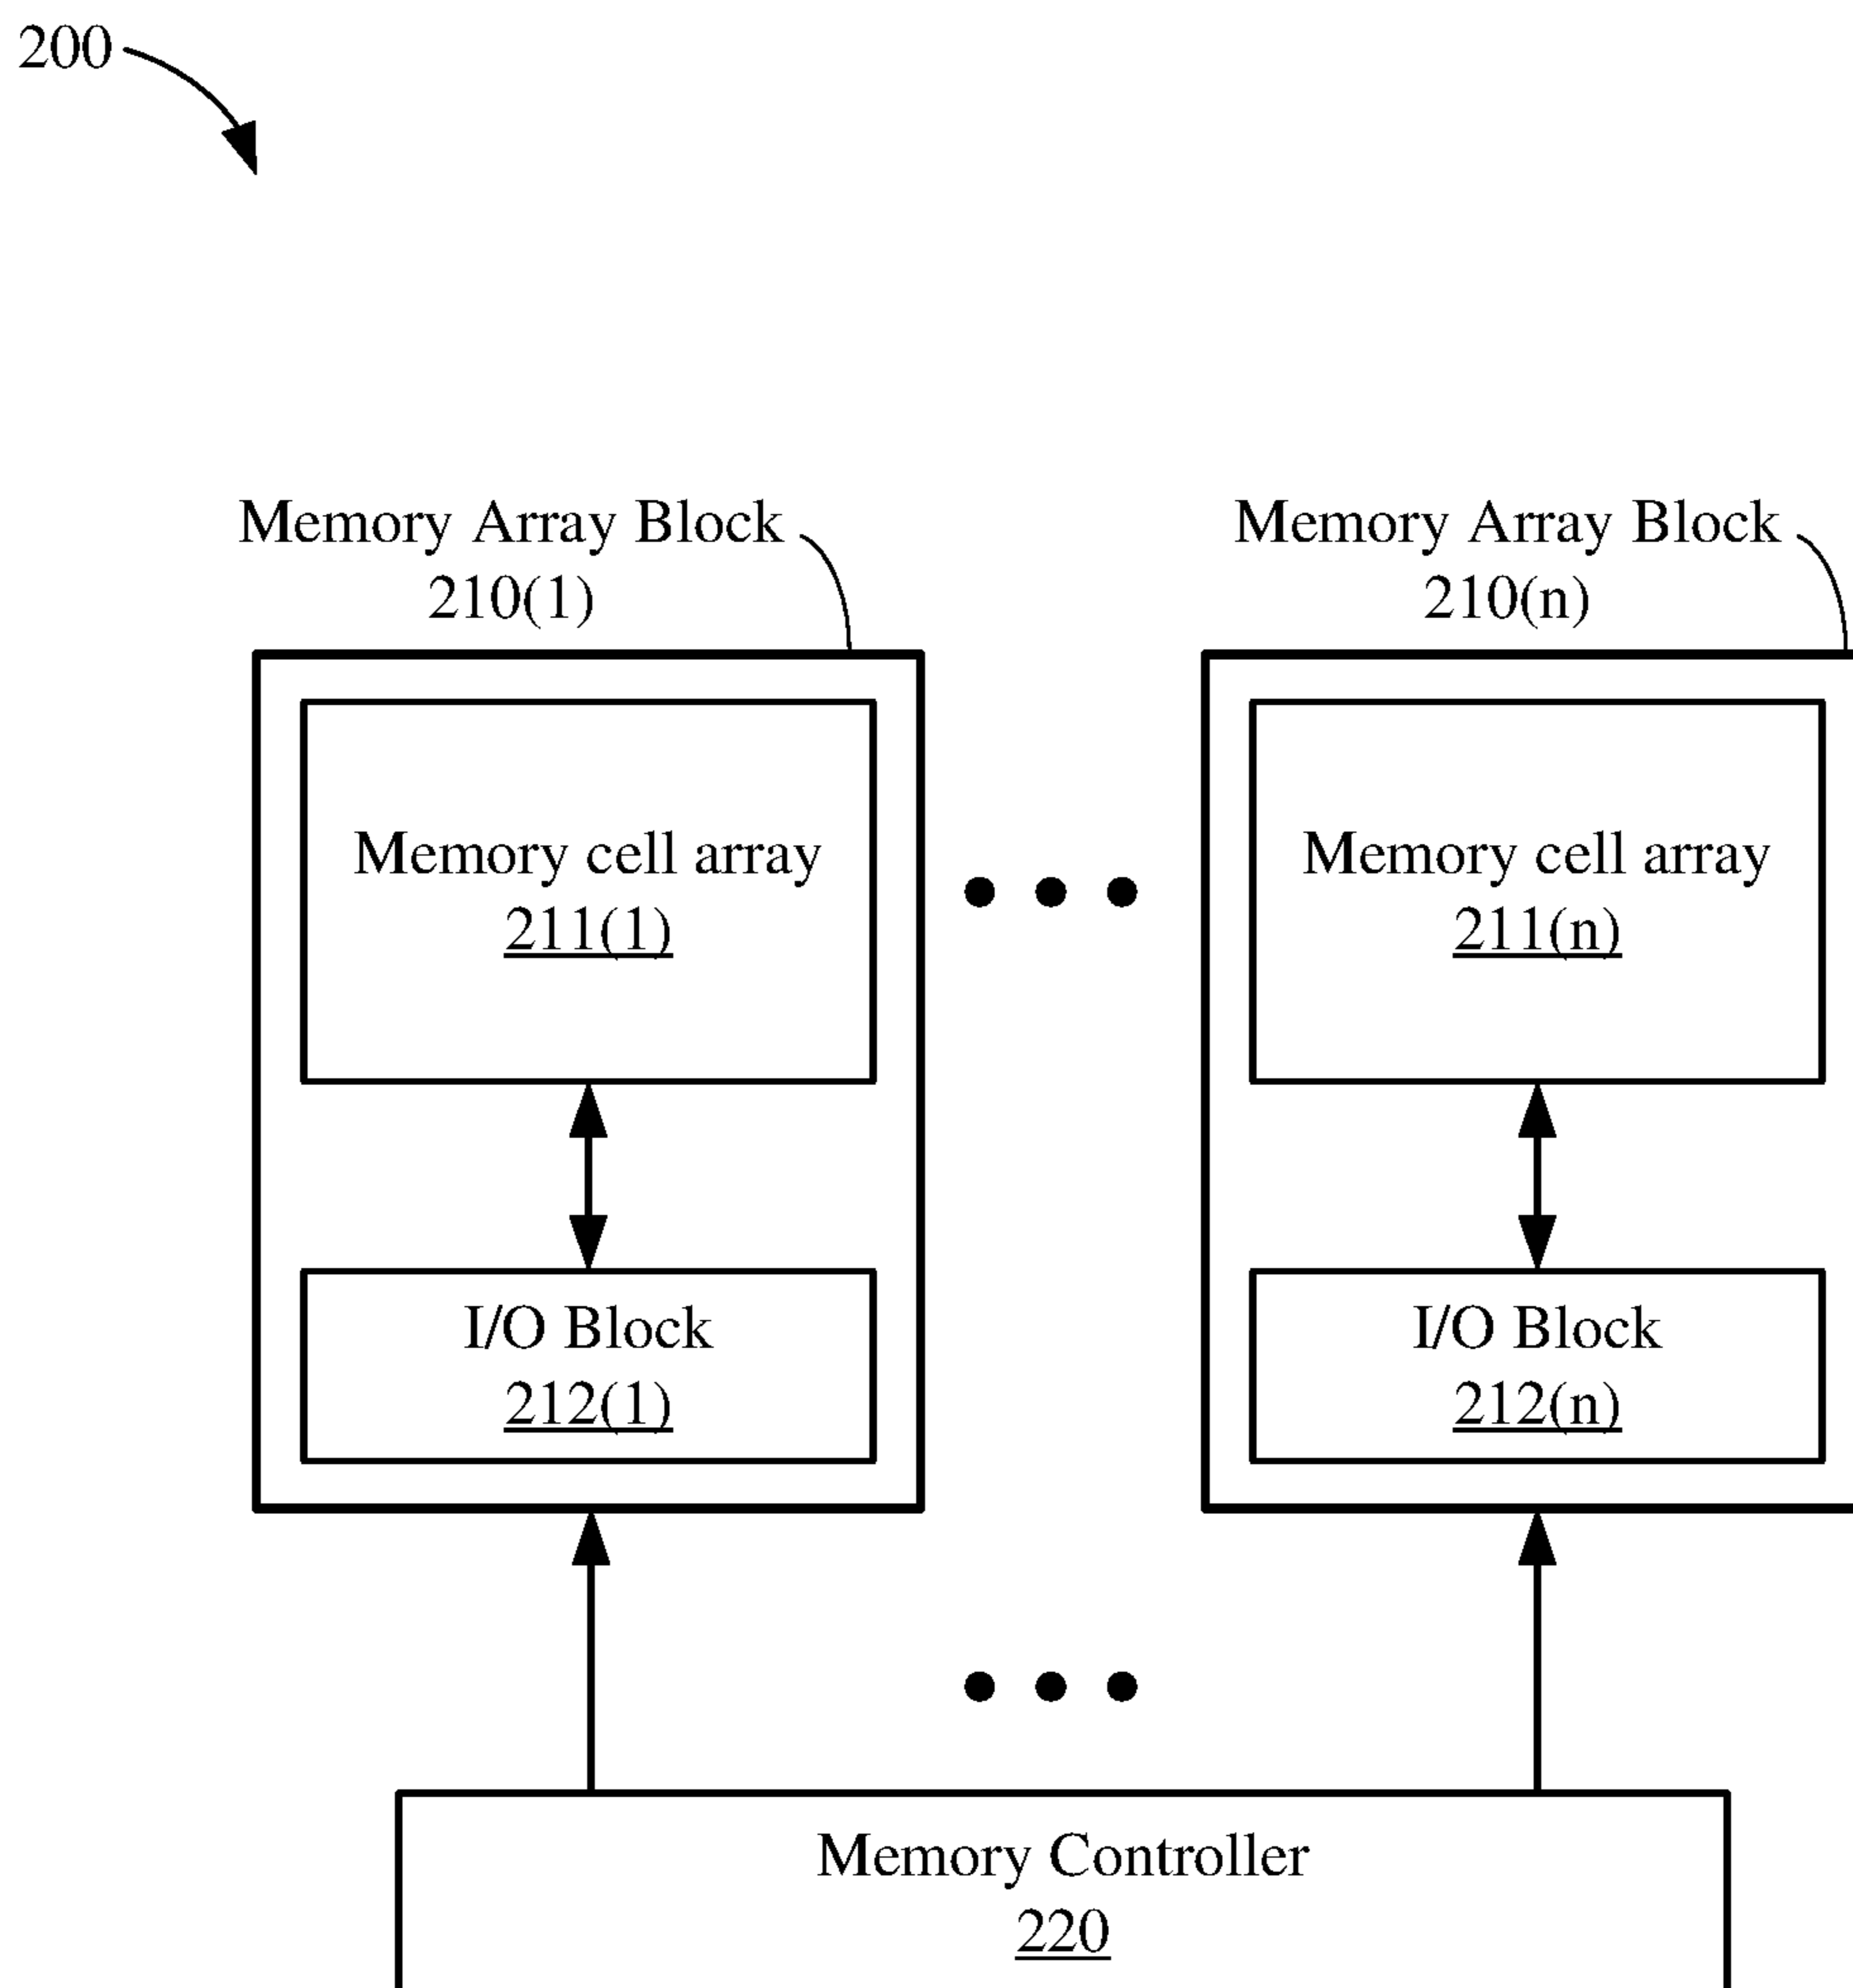 200
Memory Array Block
210(1)
Memory Array Block
210(n)
Memory cell array
211(1)
Memory cell array
211(n)
I/O Block
212(1)
I/O Block
212(n)
Memory Controller
220